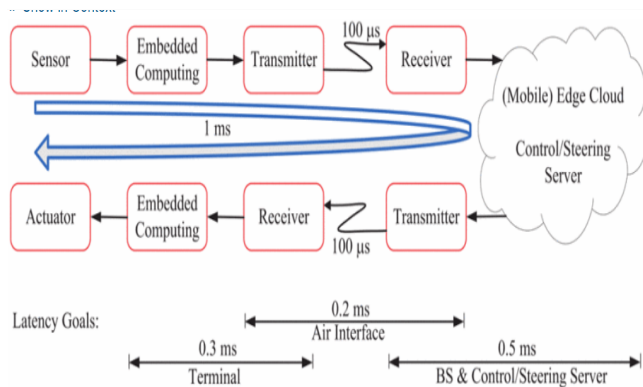 100 μs
Sensor
Embedded
Computing
Transmitter
Receiver
(Mobile) Edge Cloud
1 ms
Control/Steering
Server
Actuator
Embedded
Computing
Receiver
Transmitter
100 μs
Latency Goals:
0.2 ms
Air Interface
0.3 ms
Terminal
0.5 ms
BS & Control/Steering Server